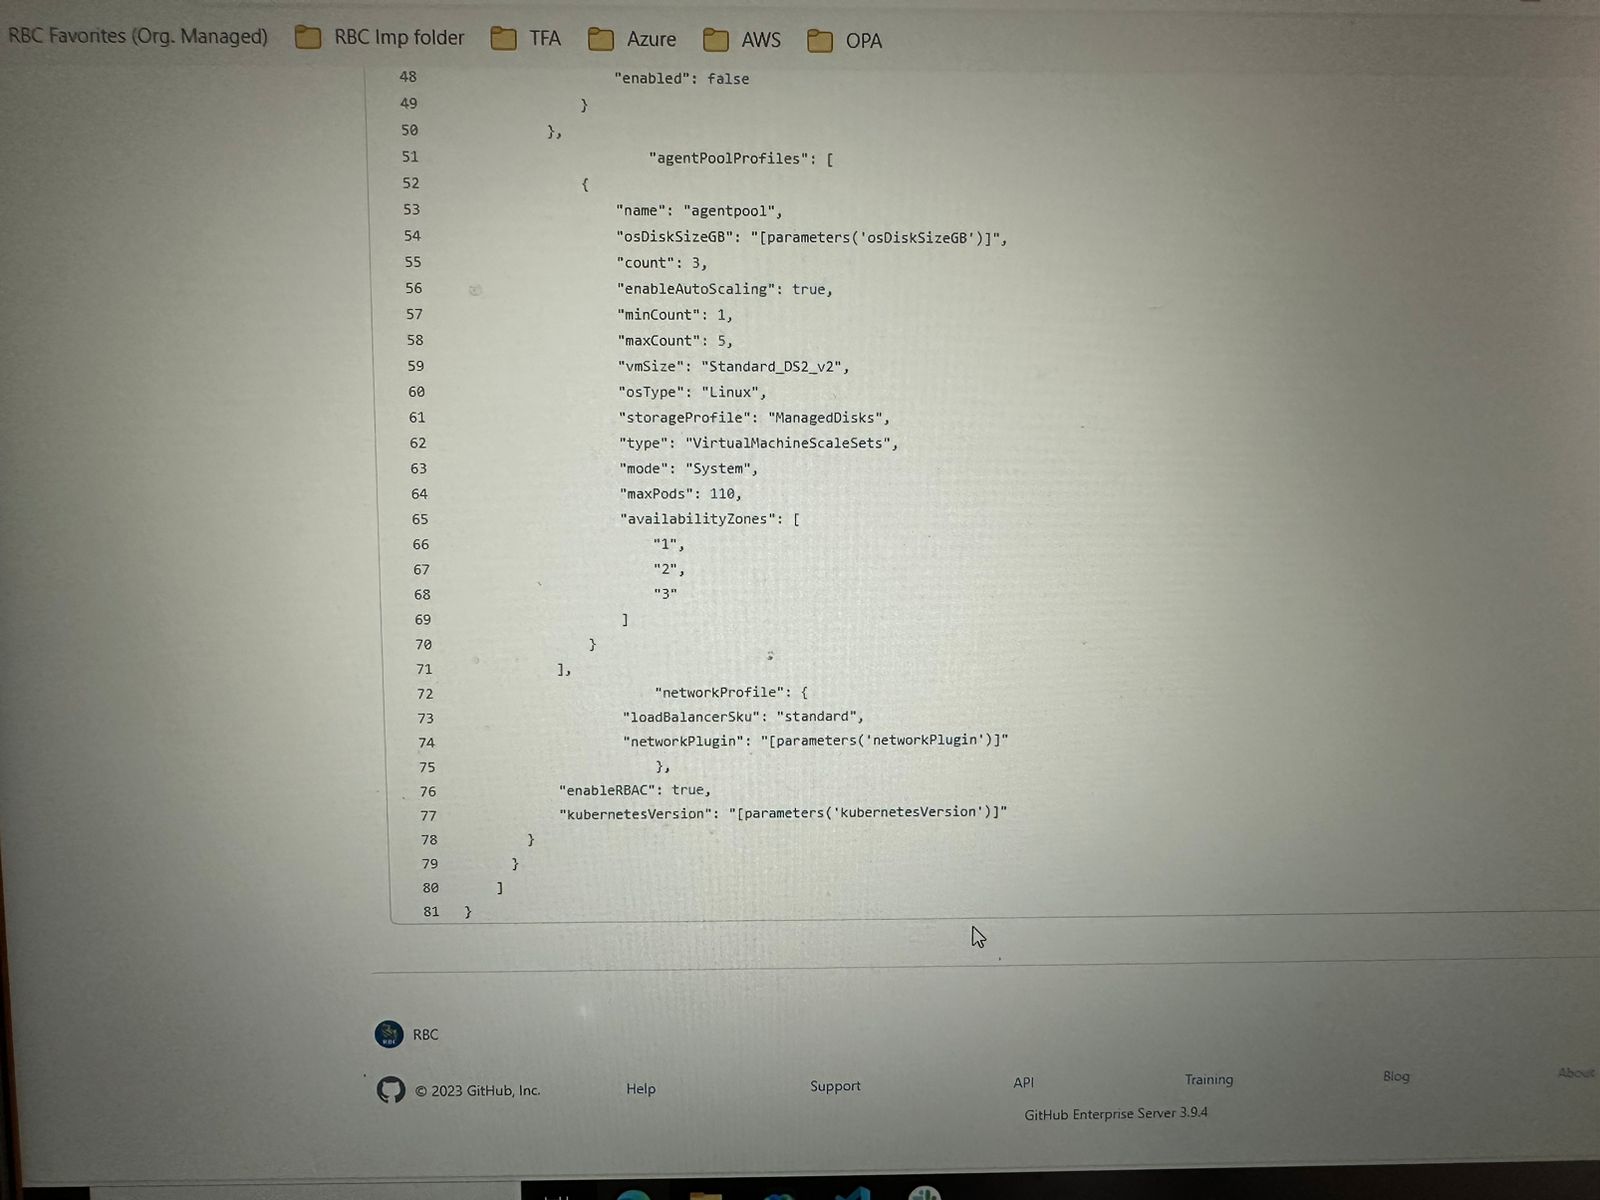 RBC Favorites (Org. Managed) RBC Imp folder TFA Azure AWS OPA
48 "enabled": false
49 }
50 },
51 "agentPoolProfiles": [
52 {
53 "name": "agentpool",
54 "osDiskSizeGB": "[parameters('osDiskSizeGB')]",
55 "count": 3,
56 "enableAutoScaling": true,
57 "minCount": 1,
58 "maxCount": 5,
59 "vmSize": "Standard_DS2_v2",
60 "osType": "Linux",
61 "storageProfile": "ManagedDisks",
62 "type": "VirtualMachineScaleSets",
63 "mode": "System",
64 "maxPods": 110,
65 "availabilityZones": [
66 "1",
67 "2",
68 "3"
69 ]
70 }
71 ],
72 "networkProfile": {
73 "loadBalancerSku": "standard",
74 "networkPlugin": "[parameters('networkPlugin')]"
75 },
76 "enableRBAC": true,
77 "kubernetesVersion": "[parameters('kubernetesVersion')]"
78 }
79 }
80 ]
81 }
RBC RBC
© 2023 GitHub, Inc. Help Support API Training Blog About
GitHub Enterprise Server 3.9.4